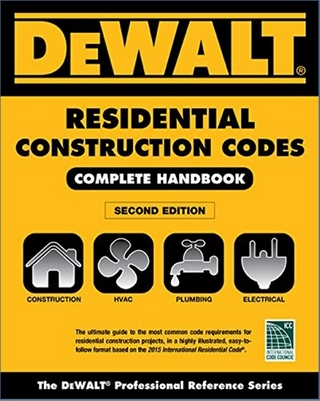 DEWALT®
RESIDENTIAL
CONSTRUCTION CODES
COMPLETE HANDBOOK
SECOND EDITION
CONSTRUCTION HVAC PLUMBING ELECTRICAL
The ultimate guide to the most common code requirements for
residential construction projects, in a highly illustrated, easy-to-
follow format based on the 2015 International Residential Code®.
ICC
INTERNATIONAL
CODE COUNCIL
The DEWALT® Professional Reference Series